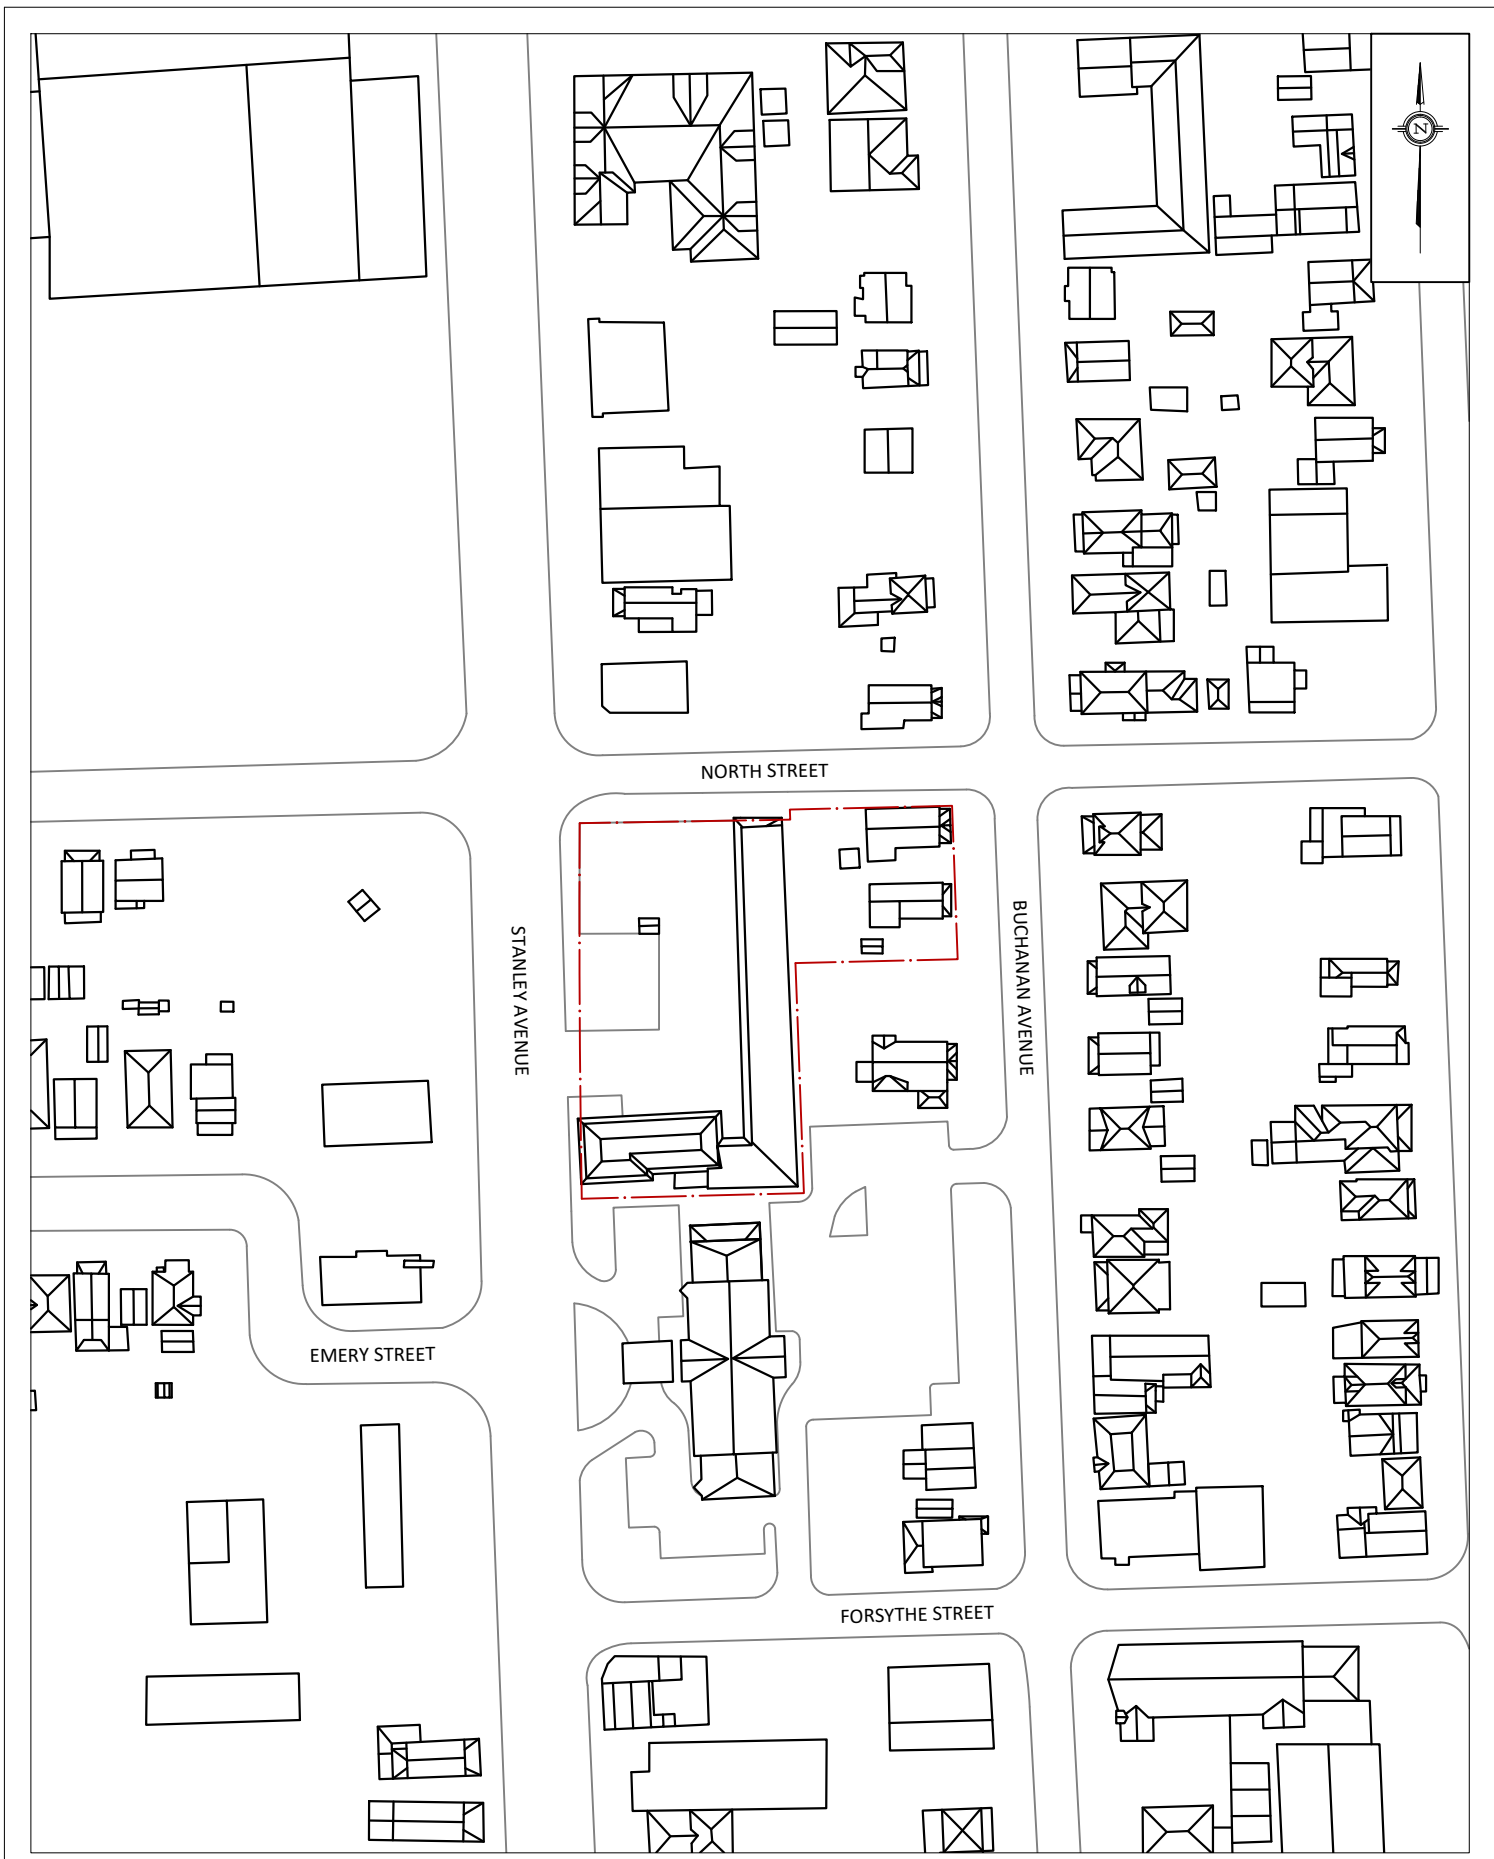 N
NORTH STREET
STANLEY AVENUE
BUCHANAN AVENUE
EMERY STREET
FORSYTHE STREET